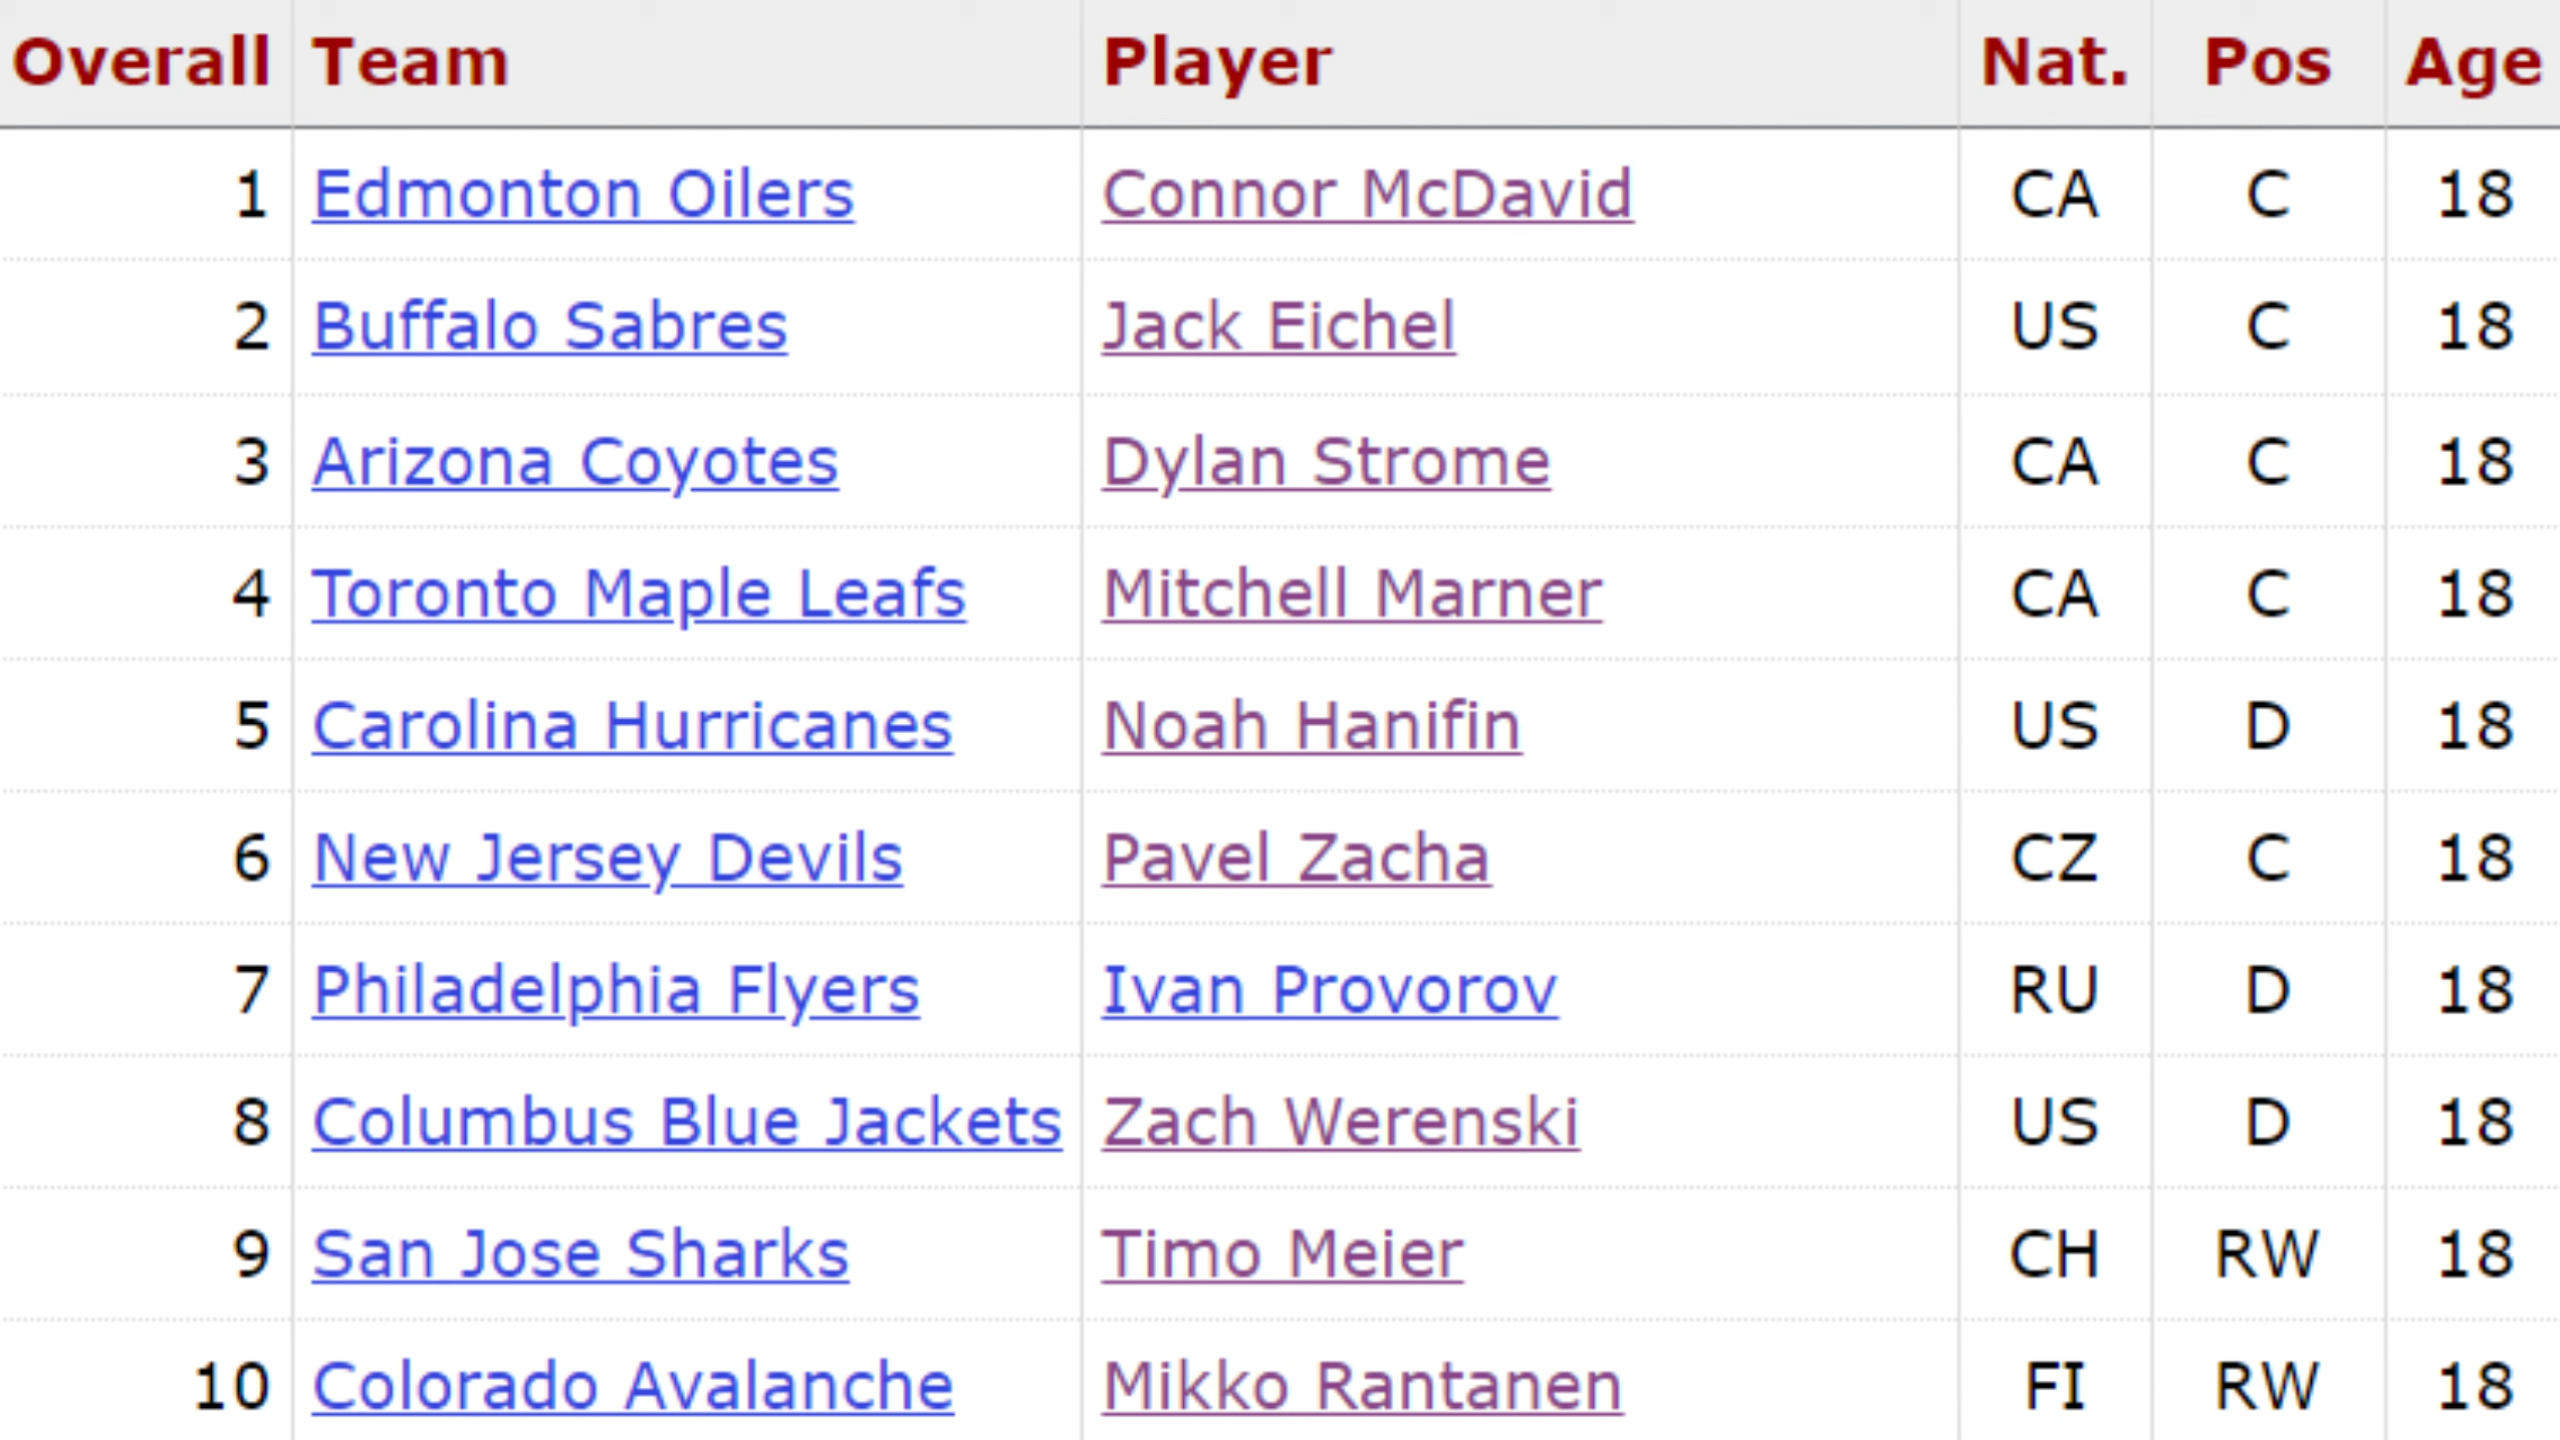 Overall Team Player Nat. Pos Age
1 Edmonton Oilers Connor McDavid CA C 18
2 Buffalo Sabres Jack Eichel US C 18
3 Arizona Coyotes Dylan Strome CA C 18
4 Toronto Maple Leafs Mitchell Marner CA C 18
5 Carolina Hurricanes Noah Hanifin US D 18
6 New Jersey Devils Pavel Zacha CZ C 18
7 Philadelphia Flyers Ivan Provorov RU D 18
8 Columbus Blue Jackets Zach Werenski US D 18
9 San Jose Sharks Timo Meier CH RW 18
10 Colorado Avalanche Mikko Rantanen FI RW 18